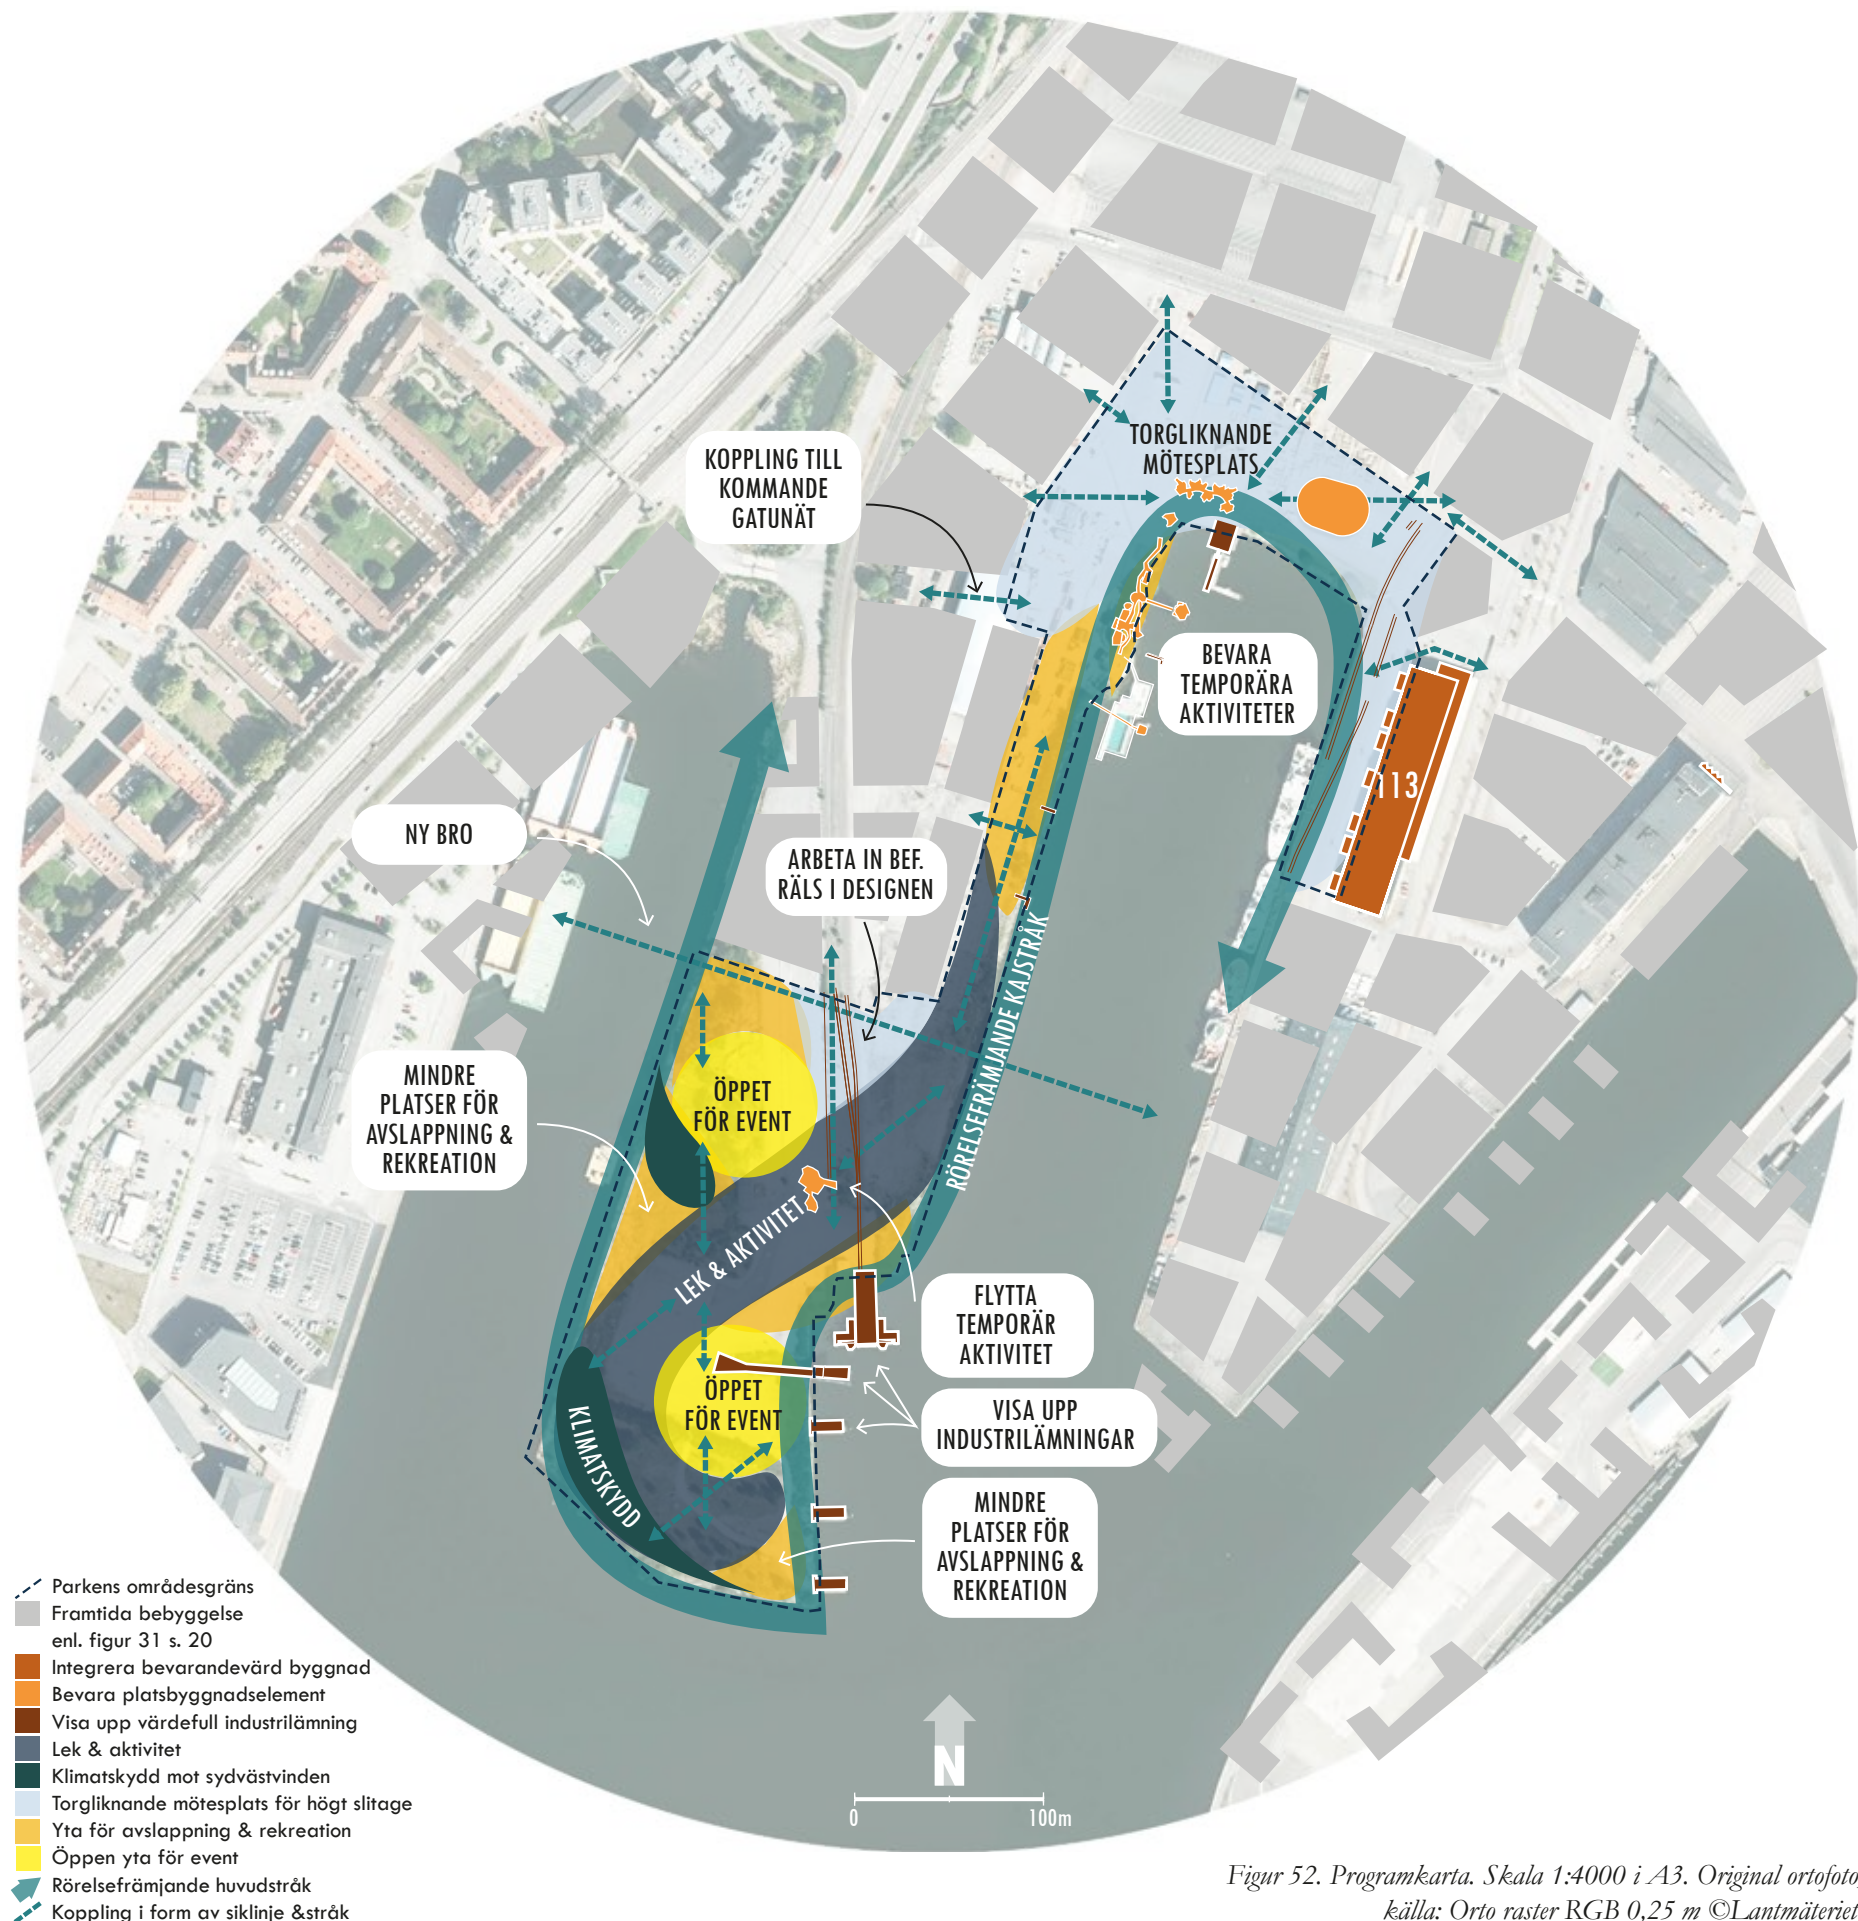 TORGLIKNANDE
MÖTESPLATS
KOPPLING TILL
KOMMANDE
GATUNÄT
BEVARA
TEMPORÄRA
AKTIVITETER
113
NY BRO
ARBETA IN BEF.
RÄLS I DESIGNEN
RÖRELSEFRÄMJANDE KAJSTRÅK
MINDRE
PLATSER FÖR
AVSLAPPNING &
REKREATION
ÖPPET
FÖR EVENT
LEK & AKTIVITET
FLYTTA
TEMPORÄR
AKTIVITET
ÖPPET
FÖR EVENT
KLIMATSKYDD
VISA UPP
INDUSTRILÄMNINGAR
MINDRE
PLATSER FÖR
AVSLAPPNING &
REKREATION
Parkens områdesgräns
Framtida bebyggelse
enl. figur 31 s. 20
Integrera bevarandevärd byggnad
Bevara platsbyggnadselement
Visa upp värdefull industrilämning
Lek & aktivitet
Klimatskydd mot sydvästvinden
Torgliknande mötesplats för högt slitage
Yta för avslappning & rekreation
Öppen yta för event
Rörelsefrämjande huvudstråk
Koppling i form av siklinje &stråk
N
0 100m
Figur 52. Programkarta. Skala 1:4000 i A3. Original ortofoto,
källa: Orto raster RGB 0,25 m ©Lantmäteriet